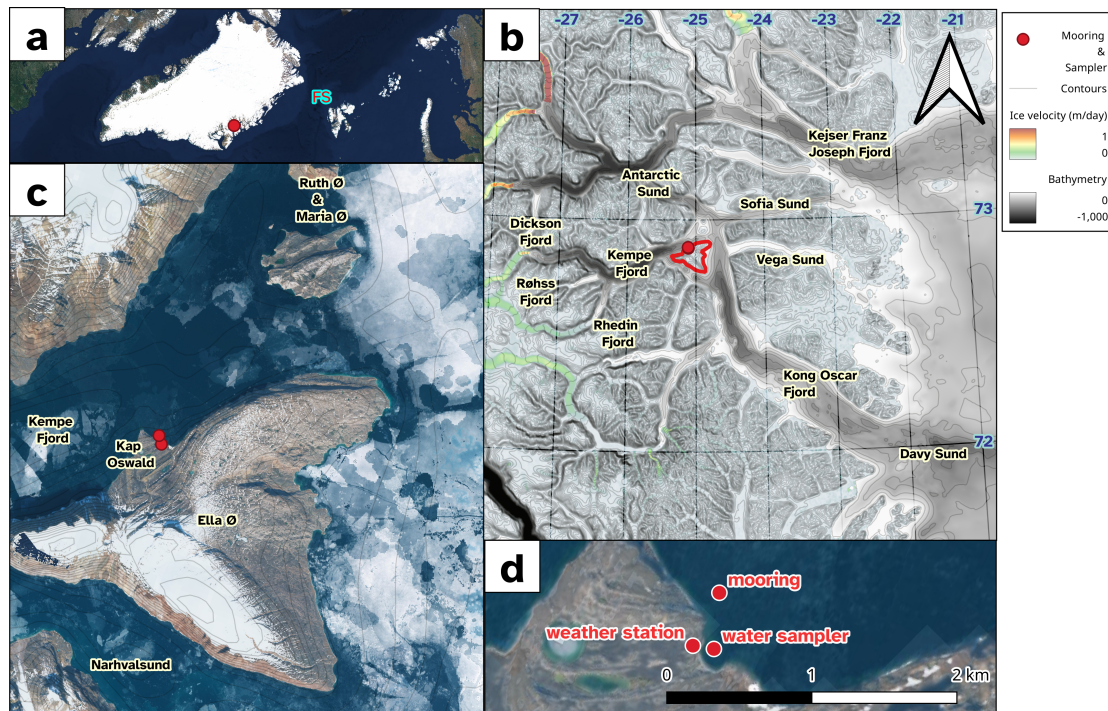 a
FS
b
-27
-26
-25
-24
-23
-22
-21
Kejser Franz
Joseph Fjord
Antarctic
Sund
Sofia Sund
73
Dickson
Fjord
Kempe
Fjord
Vega Sund
Røhss
Fjord
Rhedin
Fjord
Kong Oscar
Fjord
72
Davy Sund
Mooring
&
Sampler
Contours
Ice velocity (m/day)
1
0
Bathymetry
0
-1,000
c
Ruth Ø
&
Maria Ø
Kempe
Fjord
Kap
Oswald
Ella Ø
Narhvalsund
d
mooring
weather station
water sampler
0
1
2 km